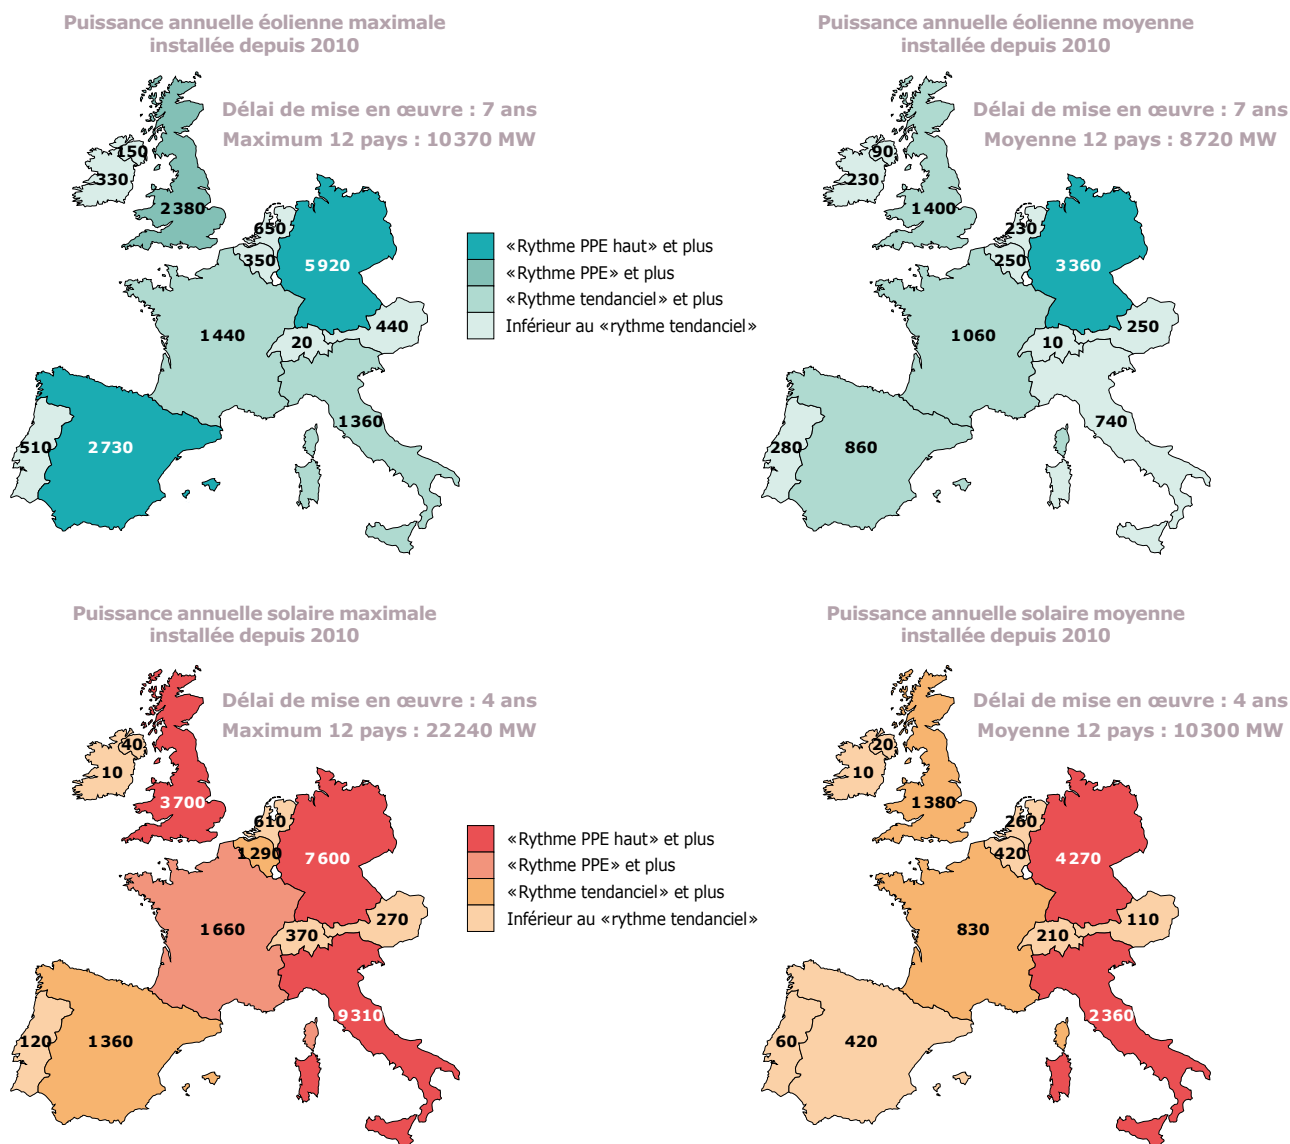 Puissance annuelle éolienne maximale
installée depuis 2010
Délai de mise en œuvre : 7 ans
Maximum 12 pays : 10370 MW
150
330
2380
650
350
5920
440
20
1440
1360
510
2730
«Rythme PPE haut» et plus
«Rythme PPE» et plus
«Rythme tendanciel» et plus
Inférieur au «rythme tendanciel»
Puissance annuelle éolienne moyenne
installée depuis 2010
Délai de mise en œuvre : 7 ans
Moyenne 12 pays : 8720 MW
90
230
1400
230
250
3360
250
10
1060
740
280
860
Puissance annuelle solaire maximale
installée depuis 2010
Délai de mise en œuvre : 4 ans
Maximum 12 pays : 22240 MW
40
10
3700
610
1290
7600
270
370
1660
9310
120
1360
«Rythme PPE haut» et plus
«Rythme PPE» et plus
«Rythme tendanciel» et plus
Inférieur au «rythme tendanciel»
Puissance annuelle solaire moyenne
installée depuis 2010
Délai de mise en œuvre : 4 ans
Moyenne 12 pays : 10300 MW
20
10
1380
260
420
4270
110
210
830
2360
60
420